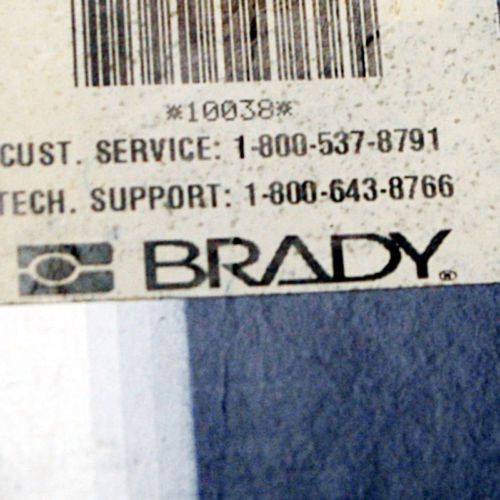 *10038*
CUST. SERVICE: 1-800-537-8791
TECH. SUPPORT: 1-800-643-8766
BRADY®